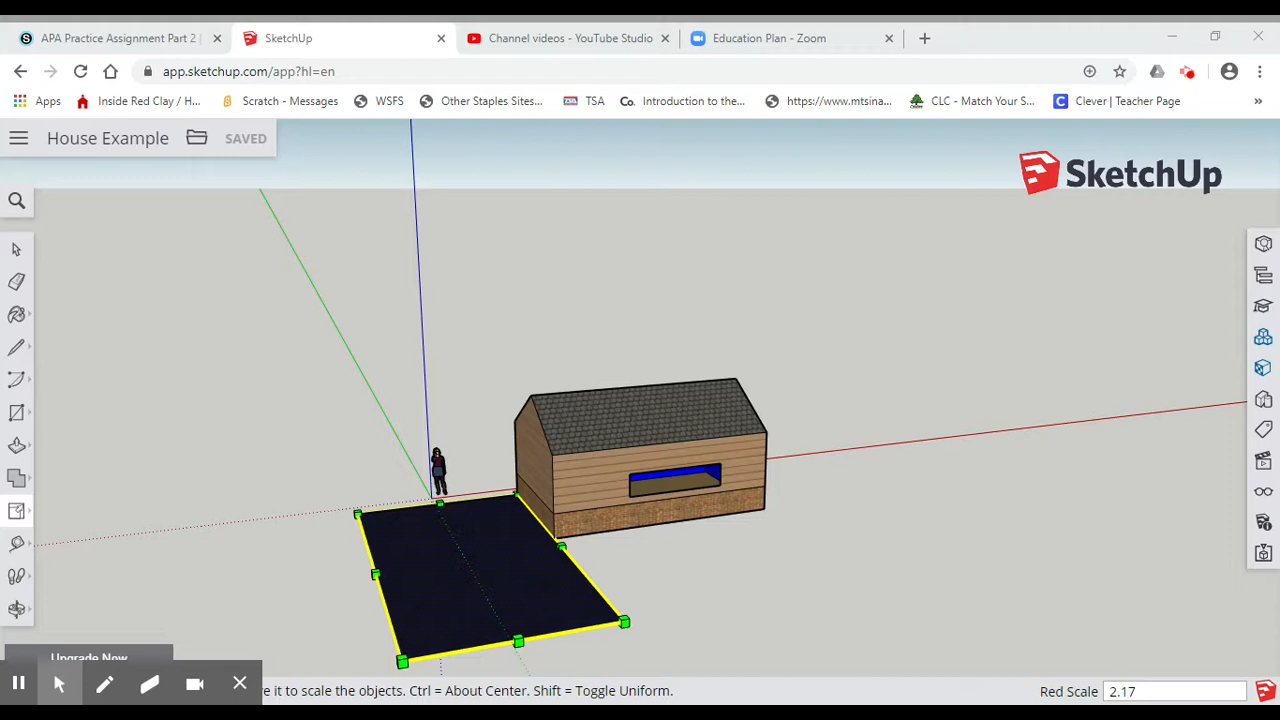 APA Practice Assignment Part 2 |
SketchUp
Channel videos - YouTube Studio
Education Plan - Zoom
app.sketchup.com/app?hl=en
Apps
Inside Red Clay / H...
Scratch - Messages
WSFS
Other Staples Sites...
TSA
Co. Introduction to the...
https://www.mtsina...
CLC - Match Your S...
C Clever | Teacher Page
»
House Example
SAVED
SketchUp
Upgrade Now
e it to scale the objects. Ctrl = About Center. Shift = Toggle Uniform.
Red Scale 2.17